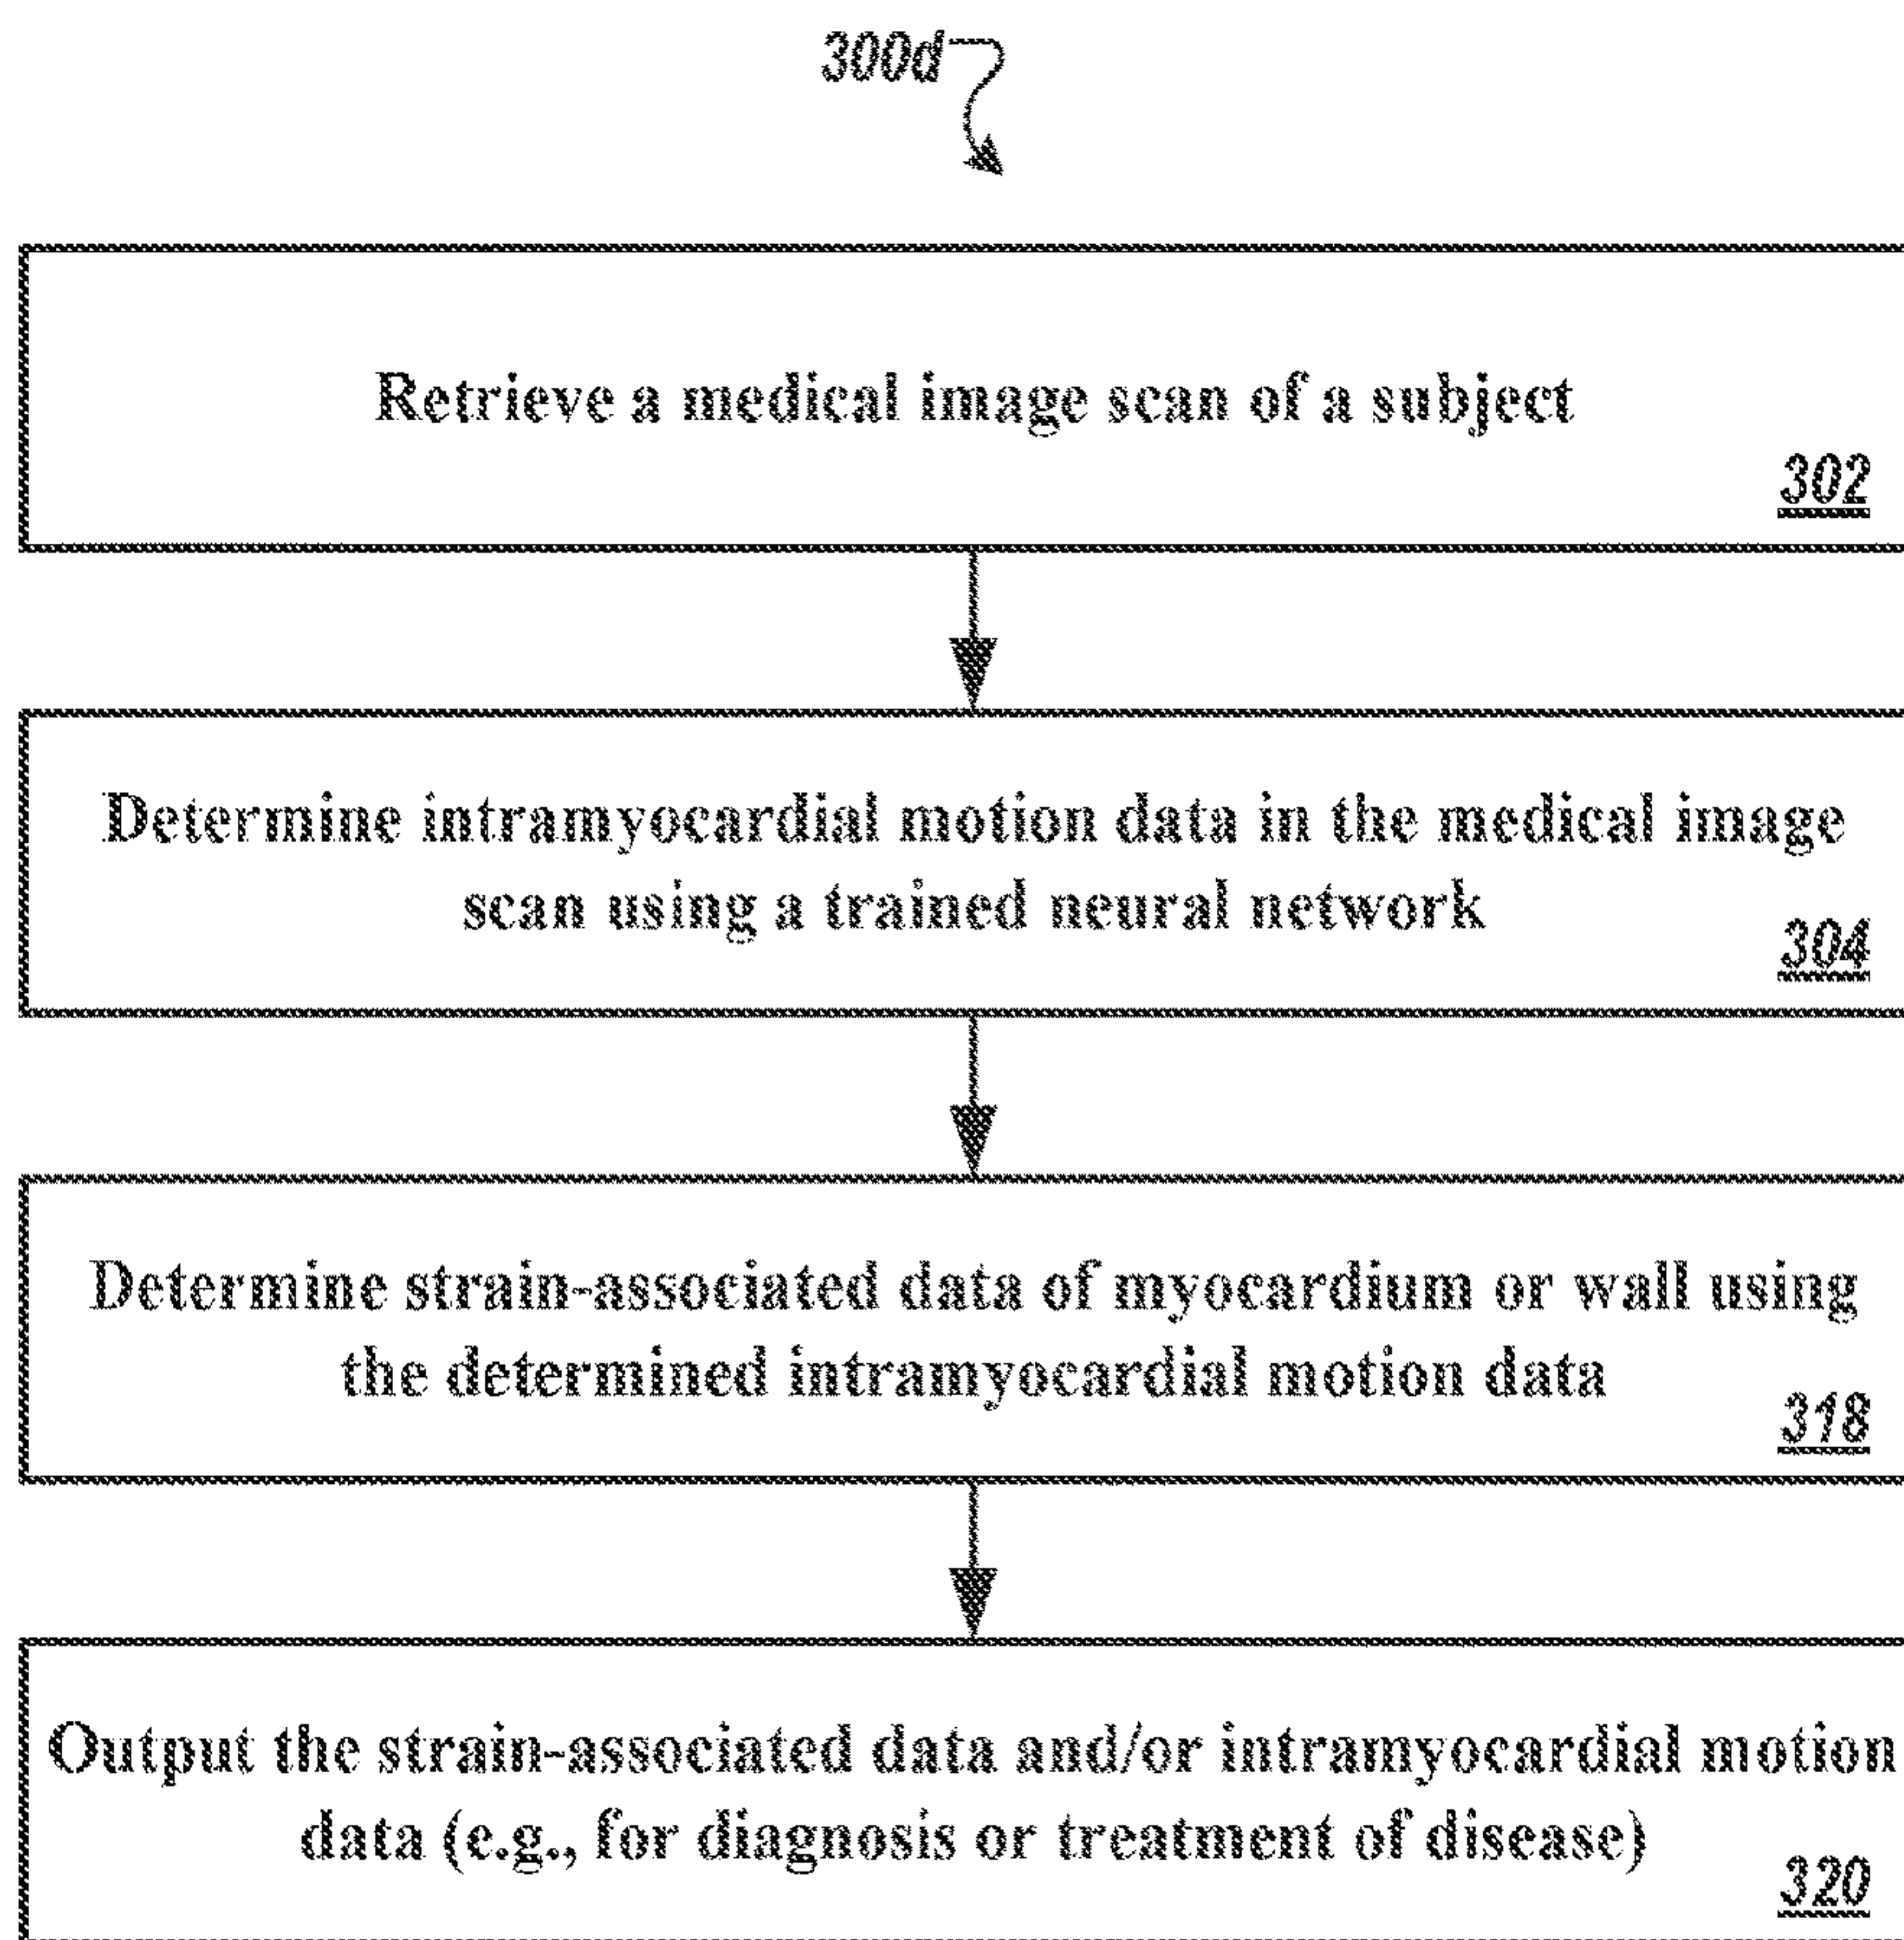 300d
Retrieve a medical image scan of a subject
302
Determine intramyocardial motion data in the medical image
scan using a trained neural network
304
Determine strain-associated data of myocardium or wall using
the determined intramyocardial motion data
318
Output the strain-associated data and/or intramyocardial motion
data (e.g., for diagnosis or treatment of disease)
320